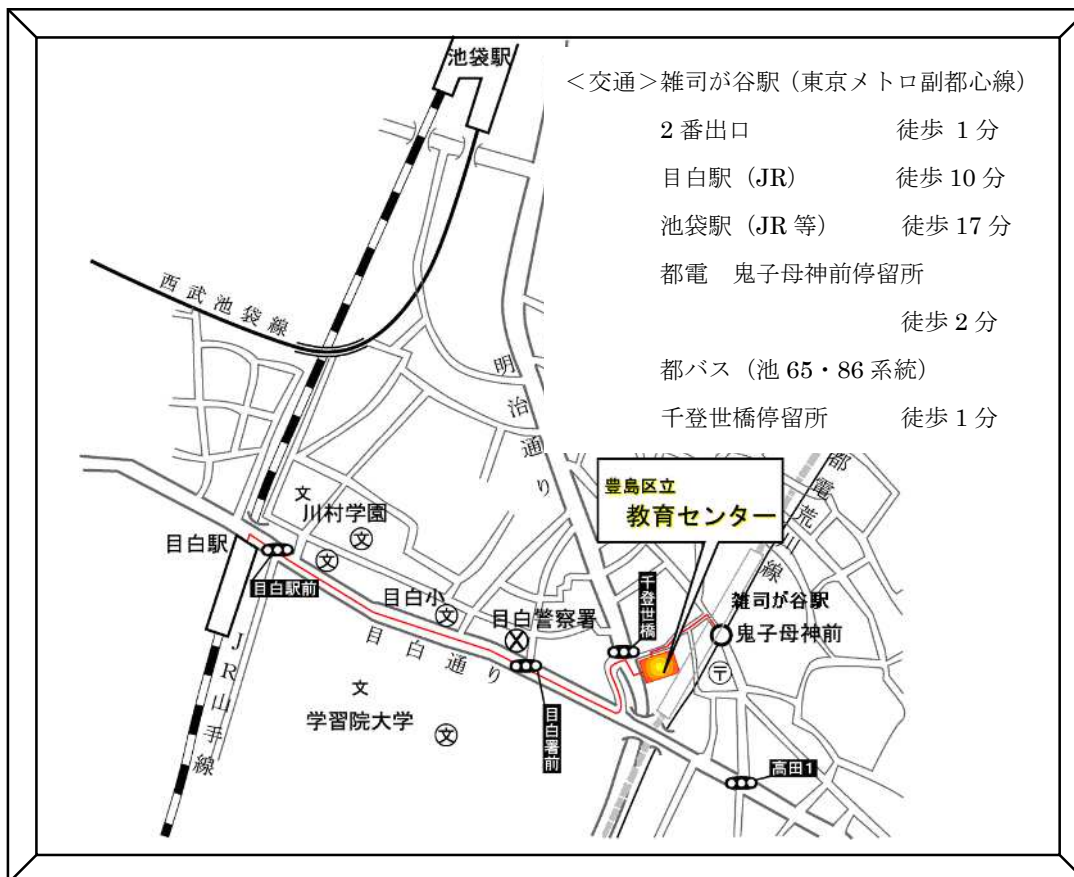 池袋駅
＜交通＞雑司が谷駅（東京メトロ副都心線）
2番出口 徒歩 1分
目白駅（JR） 徒歩 10分
池袋駅（JR等） 徒歩 17分
都電 鬼子母神前停留所
徒歩 2分
都バス（池65・86系統）
千登世橋停留所 徒歩 1分
西武池袋線
明治通り
都電荒川線
豊島区立
教育センター
文
川村学園
文
文
目白駅
目白駅前
目白小
文
目白警察署
千登世橋
雑司が谷駅
鬼子母神前
〒
目白通り
JR山手線
文
学習院大学
文
目白署前
高田1